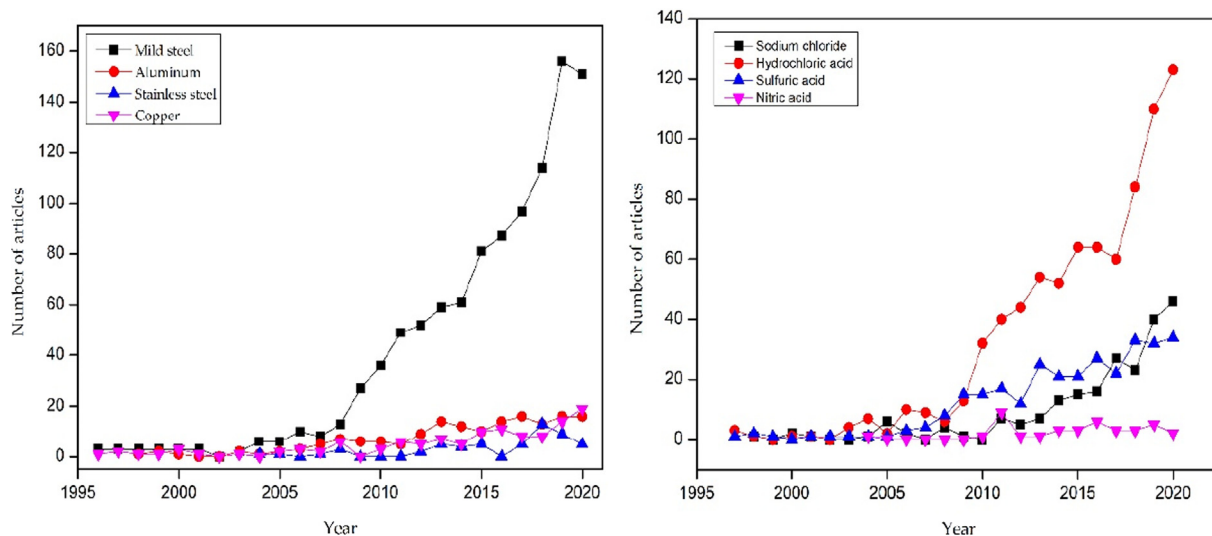 160
140
120
100
80
60
40
20
0
Number of articles
Mild steel
Aluminum
Stainless steel
Copper
1995 2000 2005 2010 2015 2020
Year
140
120
100
80
60
40
20
0
Number of articles
Sodium chloride
Hydrochloric acid
Sulfuric acid
Nitric acid
1995 2000 2005 2010 2015 2020
Year